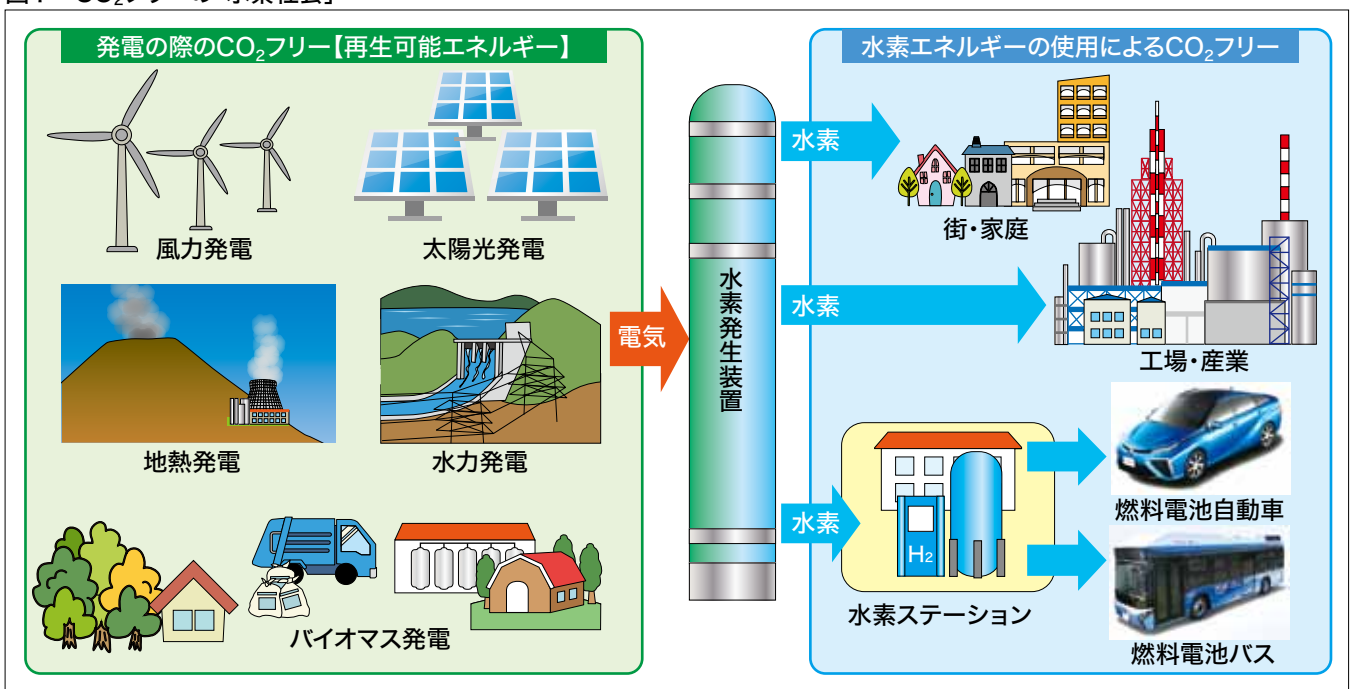 発電の際のCO₂フリー【再生可能エネルギー】
風力発電
太陽光発電
地熱発電
水力発電
バイオマス発電
電気
水素発生装置
水素エネルギーの使用によるCO₂フリー
水素
街・家庭
水素
工場・産業
水素
H₂
水素ステーション
燃料電池自動車
燃料電池バス